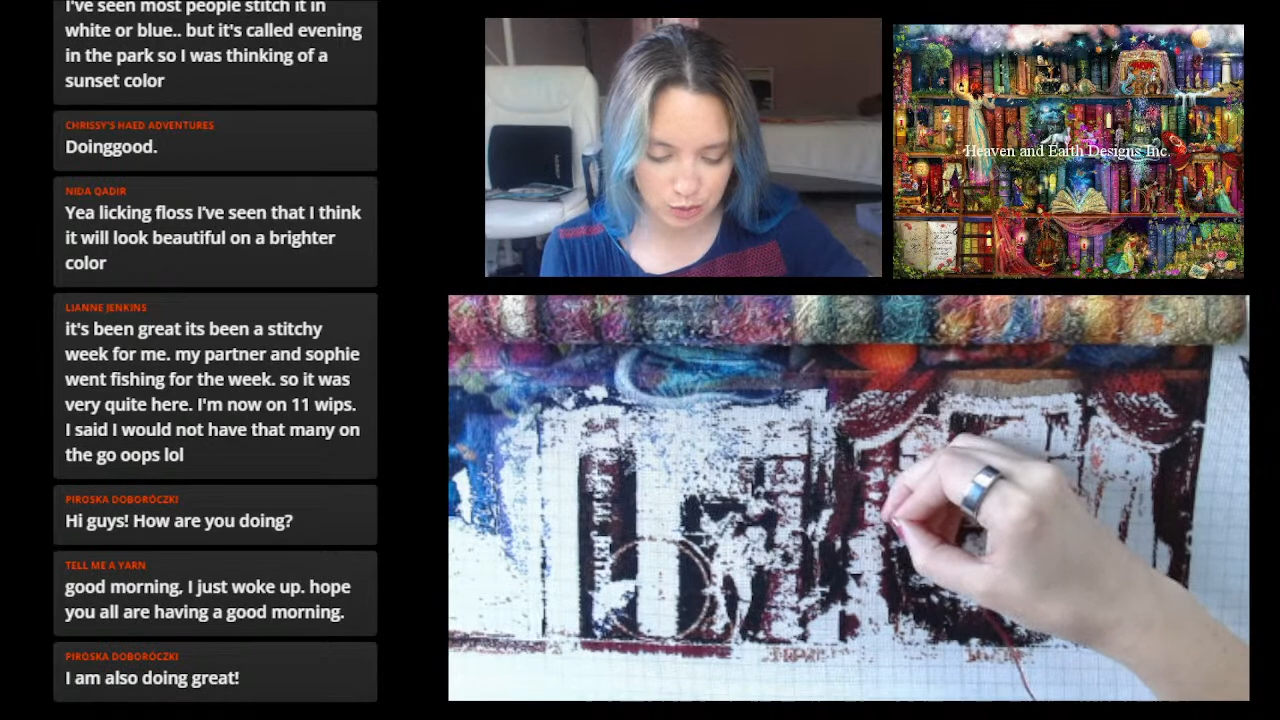 I've seen most people stitch it in
white or blue.. but it's called evening
in the park so I was thinking of a
sunset color
CHRISSY'S HAED ADVENTURES
Doinggood.
NIDA QADIR
Yea licking floss I've seen that I think
it will look beautiful on a brighter
color
LIANNE JENKINS
it's been great its been a stitchy
week for me. my partner and sophie
went fishing for the week. so it was
very quite here. I'm now on 11 wips.
I said I would not have that many on
the go oops lol
PIROSKA DOBORÓCZKI
Hi guys! How are you doing?
TELL ME A YARN
good morning, I just woke up. hope
you all are having a good morning.
PIROSKA DOBORÓCZKI
I am also doing great!
Heaven and Earth Designs Inc.